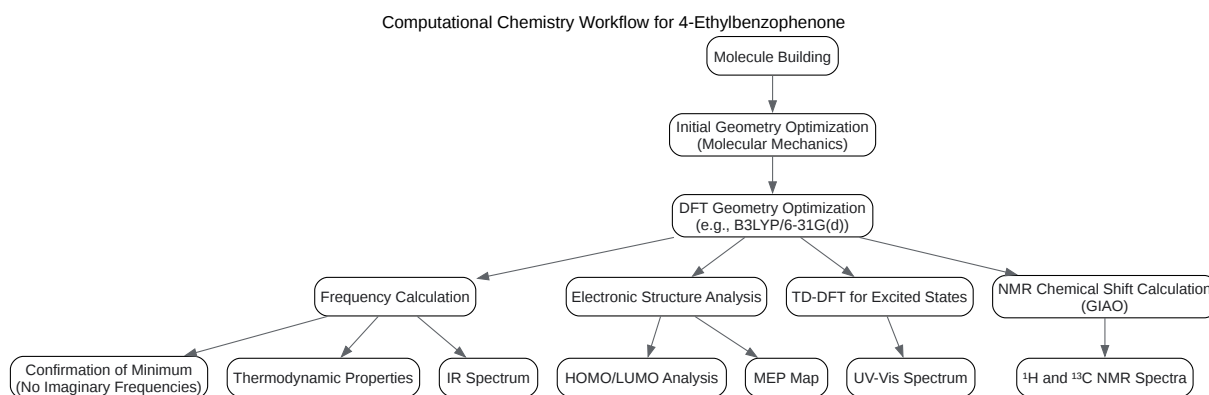 Computational Chemistry Workflow for 4-Ethylbenzophenone
Molecule Building
Initial Geometry Optimization
(Molecular Mechanics)
DFT Geometry Optimization
(e.g., B3LYP/6-31G(d))
Frequency Calculation
Electronic Structure Analysis
TD-DFT for Excited States
NMR Chemical Shift Calculation
(GIAO)
Confirmation of Minimum
(No Imaginary Frequencies)
Thermodynamic Properties
IR Spectrum
HOMO/LUMO Analysis
MEP Map
UV-Vis Spectrum
¹H and ¹³C NMR Spectra